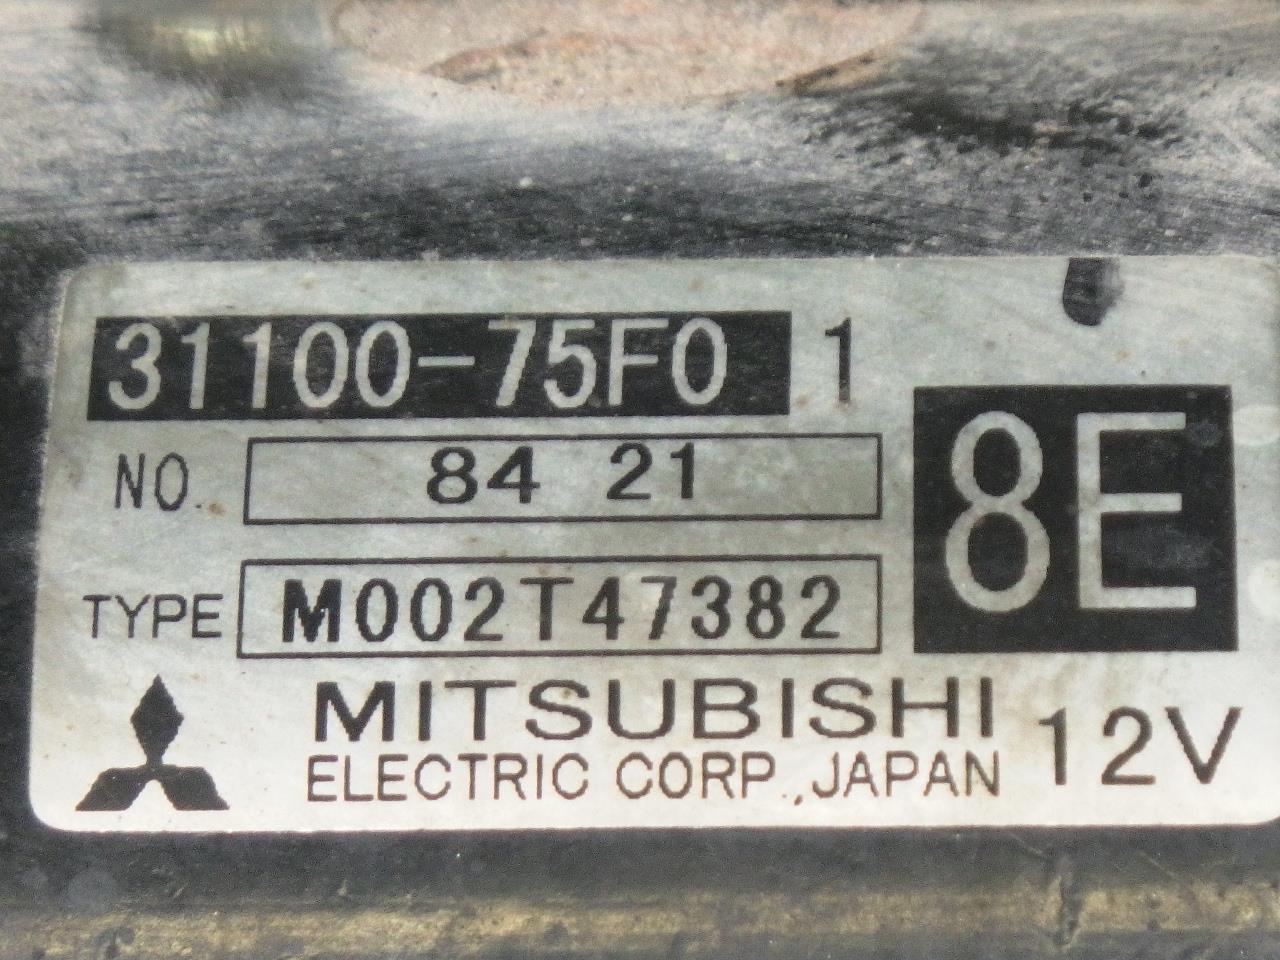 31100-75F0 1
8E
NO. 84 21
TYPE M002T47382
MITSUBISHI
ELECTRIC CORP., JAPAN 12V